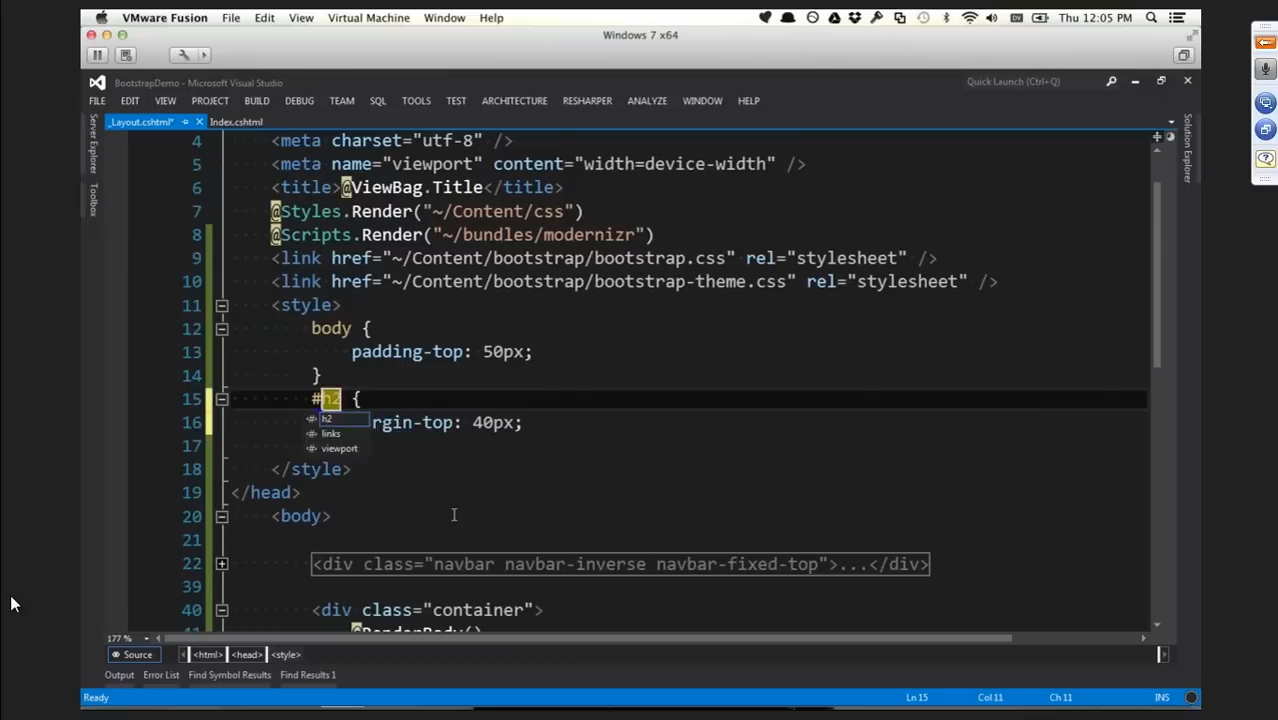 VMware Fusion File Edit View Virtual Machine Window Help Thu 12:05 PM
Windows 7 x64
BootstrapDemo - Microsoft Visual Studio Quick Launch (Ctrl+Q)
FILE EDIT VIEW PROJECT BUILD DEBUG TEAM SQL TOOLS TEST ARCHITECTURE RESHARPER ANALYZE WINDOW HELP
_Layout.cshtml* Index.cshtml
Server Explorer
Toolbox
Solution Explorer
4 <meta charset="utf-8" />
5 <meta name="viewport" content="width=device-width" />
6 <title>@ViewBag.Title</title>
7 @Styles.Render("~/Content/css")
8 @Scripts.Render("~/bundles/modernizr")
9 <link href="~/Content/bootstrap/bootstrap.css" rel="stylesheet" />
10 <link href="~/Content/bootstrap/bootstrap-theme.css" rel="stylesheet" />
11 <style>
12 body {
13 padding-top: 50px;
14 }
15 #h2 {
h2
16 rgin-top: 40px;
links
17
viewport
18 </style>
19 </head>
20 <body>
21
22 <div class="navbar navbar-inverse navbar-fixed-top">...</div>
39
40 <div class="container">
@RenderBody()
177 %
Source <html> <head> <style>
Output Error List Find Symbol Results Find Results 1
Ready Ln 15 Col 11 Ch 11 INS